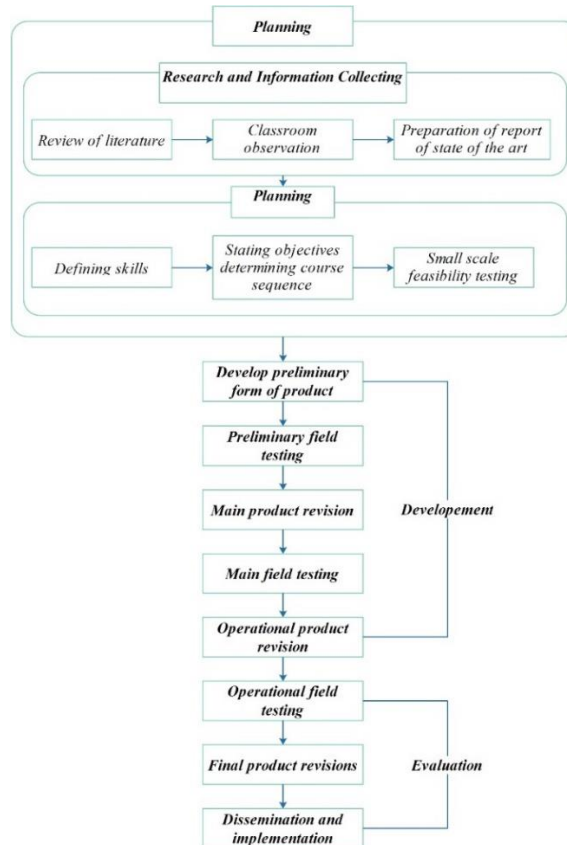 Planning
Research and Information Collecting
Review of literature
Classroom
observation
Preparation of report
of state of the art
Planning
Defining skills
Stating objectives
determining course
sequence
Small scale
feasibility testing
Develop preliminary
form of product
Preliminary field
testing
Main product revision
Developement
Main field testing
Operational product
revision
Operational field
testing
Final product revisions
Evaluation
Dissemination and
implementation